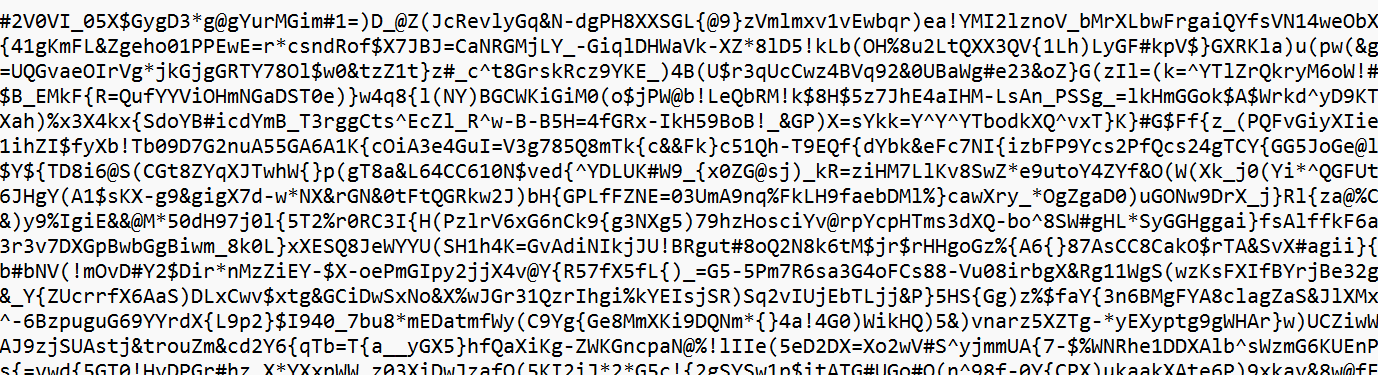 #2V0VI_05X$GygD3*g@gYurMGim#1=)D_@Z(JcRevlyGq&N-dgPH8XXSGL{@9}zVmlmxv1vEwbqr)ea!YMI2lznoV_bMrXLbwFrgaiQYfsVN14weObX
{41gKmFL&Zgeho01PPEwE=r*csndRof$X7JBJ=CaNRGMjLY_-GiqlDHWaVk-XZ*8lD5!kLb(OH%8u2LtQXX3QV{1Lh)LyGF#kpV$}GXRKla)u(pw(&g
=UQGvaeOIrVg*jkGjgGRTY78Ol$w0&tzZ1t}z#_c^t8GrskRcz9YKE_)4B(U$r3qUcCwz4BVq92&0UBaWg#e23&oZ}G(zIl=(k=^YTlZrQkryM6oW!#
$B_EMkF{R=QufYYViOHmNGaDST0e)}w4q8{l(NY)BGCWKiGiM0(o$jPW@b!LeQbRM!k$8H$5z7JhE4aIHM-LsAn_PSSg_=lkHmGGok$A$Wrkd^yD9KT
Xah)%x3X4kx{SdoYB#icdYmB_T3rggCts^EcZl_R^w-B-B5H=4fGRx-IkH59BoB!_&GP)X=sYkk=Y^Y^YTbodkXQ^vxT}K}#G$Ff{z_(PQFvGiyXIie
1ihZI$fyXb!Tb09D7G2nuA55GA6A1K{cOiA3e4GuI=V3g785Q8mTk{c&&Fk}c51Qh-T9EQf{dYbk&eFc7NI{izbFP9Ycs2PfQcs24gTCY{GG5JoGe@l
$Y${TD8i6@S(CGt8ZYqXJTwhW{}p(gT8a&L64CC610N$ved{^YDLUK#W9_{x0ZG@sj)_kR=ziHM7LlKv8SwZ*e9utoY4ZYf&O(W(Xk_j0(Yi*^QGFUt
6JHgY(A1$sKX-g9&gigX7d-w*NX&rGN&0tFtQGRkw2J)bH{GPLfFZNE=03UmA9nq%FkLH9faebDMl%}cawXry_*OgZgaD0)uGONw9DrX_j}Rl{za@%C
&)y9%IgiE&&@M*50dH97j0l{5T2%r0RC3I{H(PzlrV6xG6nCk9{g3NXg5)79hzHosciYv@rpYcpHTms3dXQ-bo^8SW#gHL*SyGGHggai}fsAlffkF6a
3r3v7DXGpBwbGgBiwm_8k0L}xXESQ8JeWYYU(SH1h4K=GvAdiNIkjJU!BRgut#8oQ2N8k6tM$jr$rHHgoGz%{A6{}87AsCC8CakO$rTA&SvX#agii}{
b#bNV(!mOvD#Y2$Dir*nMzZiEY-$X-oePmGIpy2jjX4v@Y{R57fX5fL{)_=G5-5Pm7R6sa3G4oFCs88-Vu08irbgX&Rg11WgS(wzKsFXIfBYrjBe32g
&_Y{ZUcrrfX6AaS)DLxCwv$xtg&GCiDwSxNo&X%wJGr31QzrIhgi%kYEIsjSR)Sq2vIUjEbTLjj&P}5HS{Gg)z%$faY{3n6BMgFYA8clagZaS&JlXMx
^-6BzpuguG69YYrdX{L9p2}$I940_7bu8*mEDatmfWy(C9Yg{Ge8MmXKi9DQNm*{}4a!4G0)WikHQ)5&)vnarz5XZTg-*yEXyptg9gWHAr}w)UCZiwW
AJ9zjSUAstj&trouZm&cd2Y6{qTb=T{a__yGX5}hfQaXiKg-ZWKGncpaN@%!lIIe(5eD2DX=Xo2wV#S^yjmmUA{7-$%WNRhe1DDXAlb^sWzmG6KUEnP